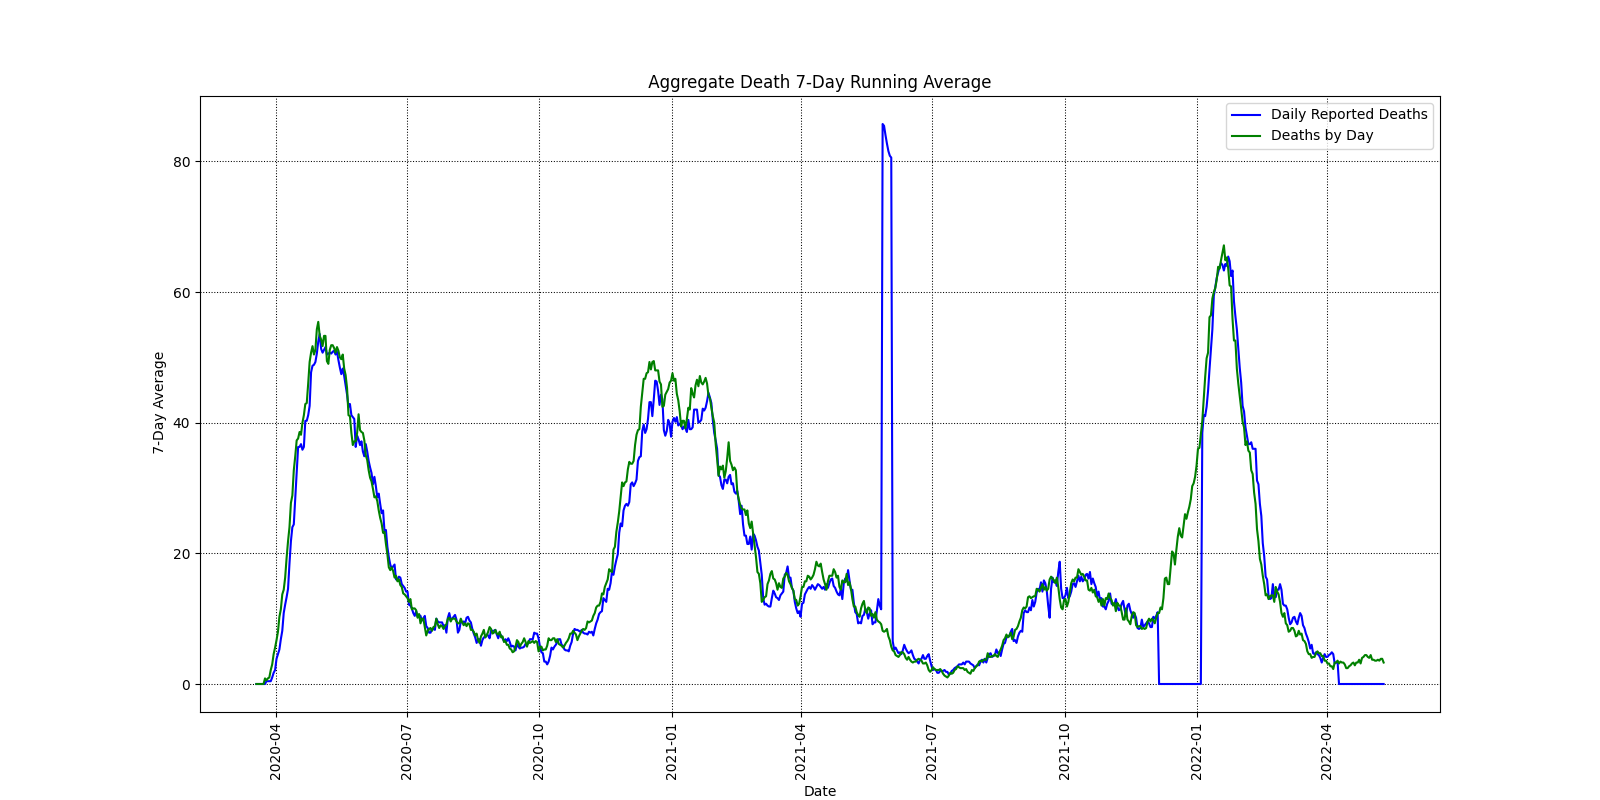 Aggregate Death 7-Day Running Average
Daily Reported Deaths
Deaths by Day
7-Day Average
80
60
40
20
0
2020-04
2020-07
2020-10
2021-01
2021-04
2021-07
2021-10
2022-01
2022-04
Date